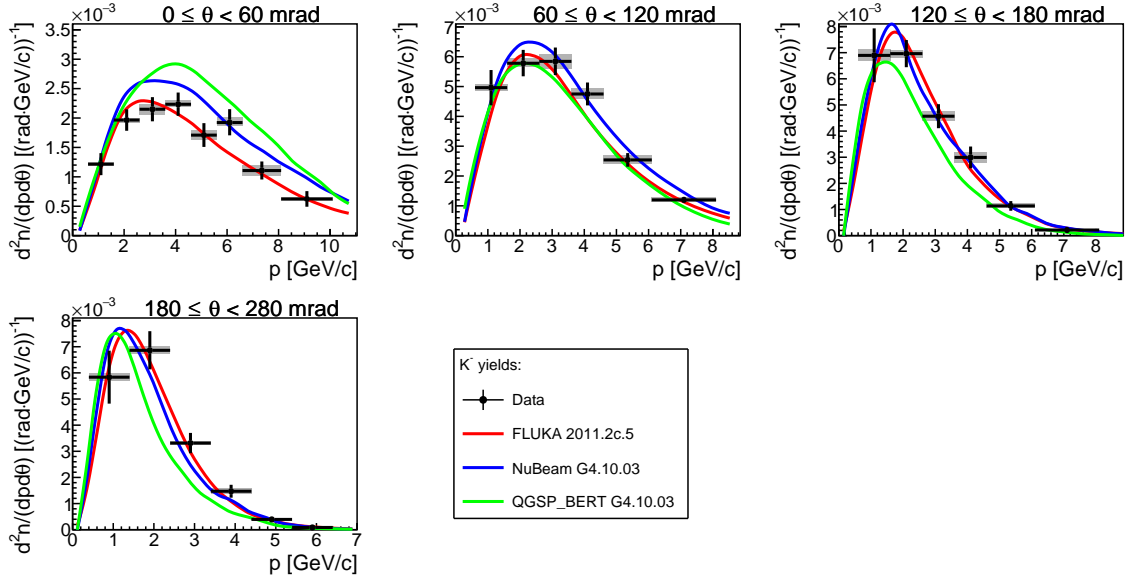 ×10⁻³ 0 ≤ θ < 60 mrad
d²n/(dpdθ) [(rad·GeV/c))⁻¹]
3.5
3
2.5
2
1.5
1
0.5
0 2 4 6 8 10
p [GeV/c]
×10⁻³ 60 ≤ θ < 120 mrad
d²n/(dpdθ) [(rad·GeV/c))⁻¹]
7
6
5
4
3
2
1
0
0 1 2 3 4 5 6 7 8
p [GeV/c]
×10⁻³ 120 ≤ θ < 180 mrad
d²n/(dpdθ) [(rad·GeV/c))⁻¹]
8
7
6
5
4
3
2
1
0
0 1 2 3 4 5 6 7 8
p [GeV/c]
×10⁻³ 180 ≤ θ < 280 mrad
d²n/(dpdθ) [(rad·GeV/c))⁻¹]
8
7
6
5
4
3
2
1
0
0 1 2 3 4 5 6 7
p [GeV/c]
K⁻ yields:
Data
FLUKA 2011.2c.5
NuBeam G4.10.03
QGSP_BERT G4.10.03